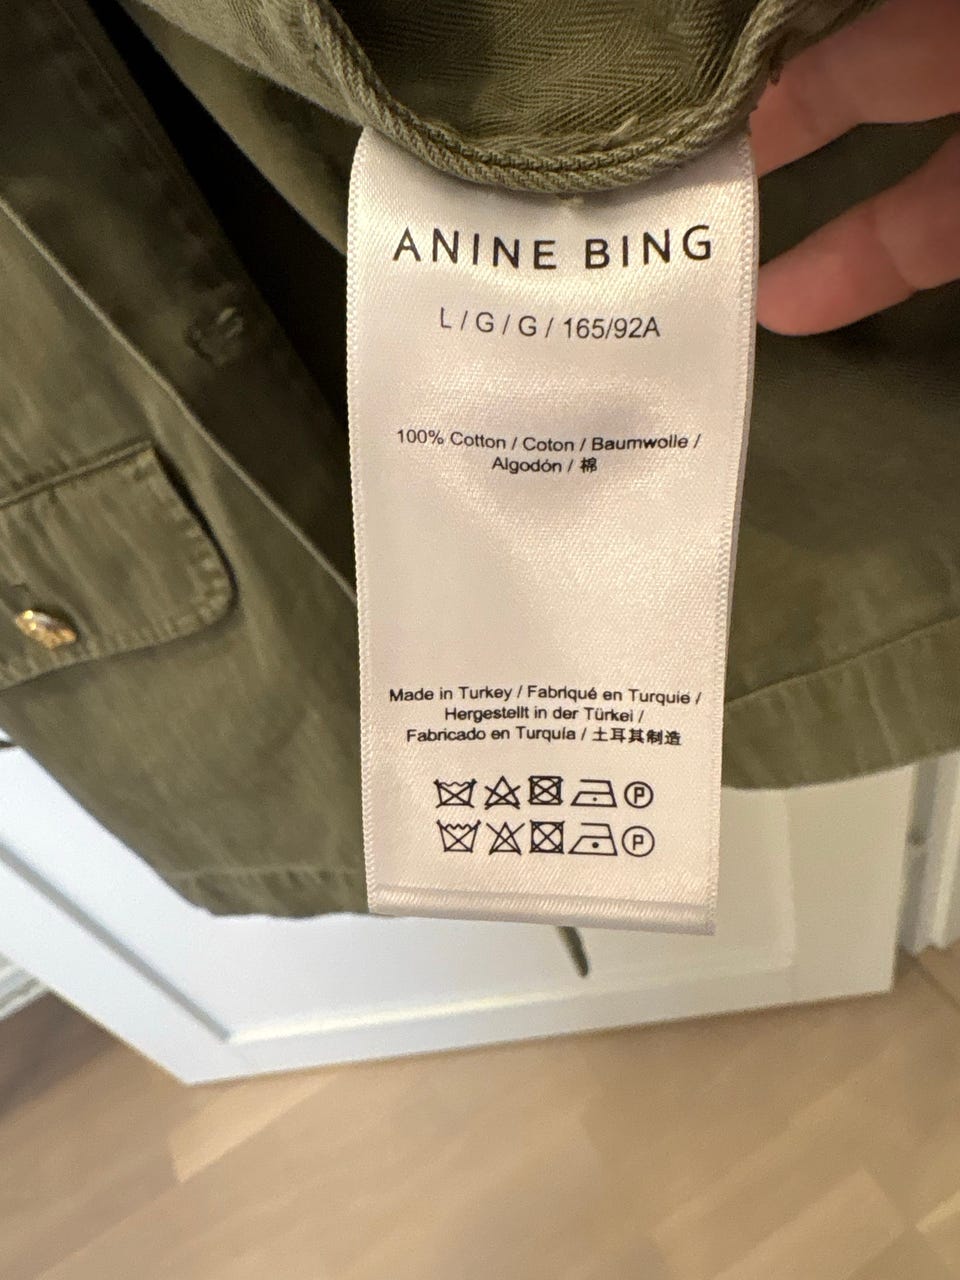 ANINE BING
L / G / G / 165/92A
100% Cotton / Coton / Baumwolle /
Algodón / 棉
Made in Turkey / Fabriqué en Turquie /
Hergestellt in der Türkei /
Fabricado en Turquía / 土耳其制造
P
P